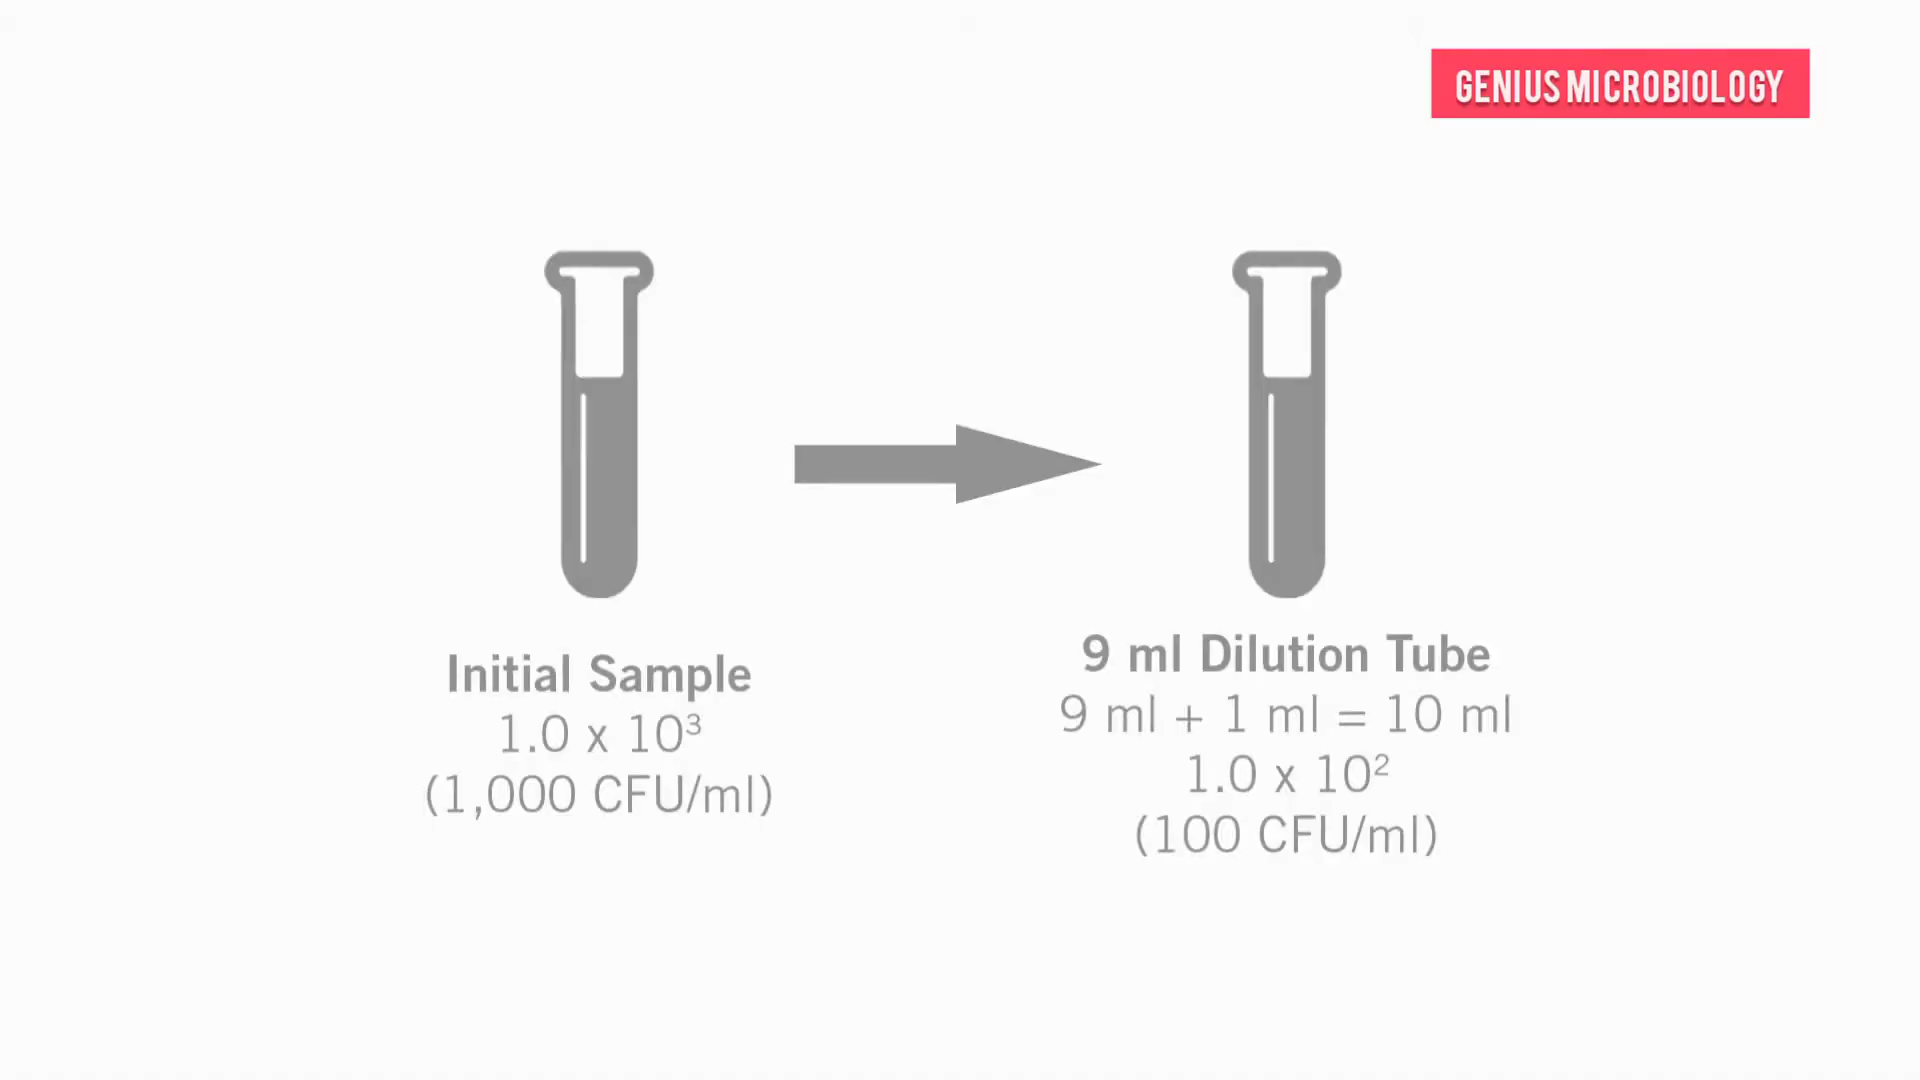 GENIUS MICROBIOLOGY
Initial Sample
1.0 x 10³
(1,000 CFU/ml)
9 ml Dilution Tube
9 ml + 1 ml = 10 ml
1.0 x 10²
(100 CFU/ml)